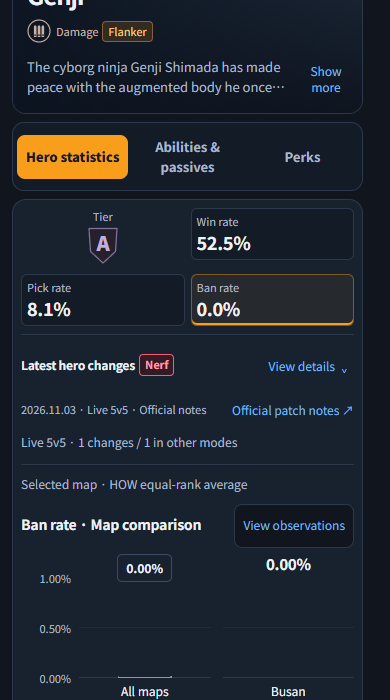 Genji
Damage Flanker
The cyborg ninja Genji Shimada has made
peace with the augmented body he once…
Show
more
Hero statistics
Abilities &
passives
Perks
Tier
A
Win rate
52.5%
Pick rate
8.1%
Ban rate
0.0%
Latest hero changes Nerf View details
2026.11.03 · Live 5v5 · Official notes Official patch notes ↗
Live 5v5 · 1 changes / 1 in other modes
Selected map · HOW equal-rank average
Ban rate · Map comparison View observations
0.00% 0.00%
1.00%
0.50%
0.00%
All maps Busan